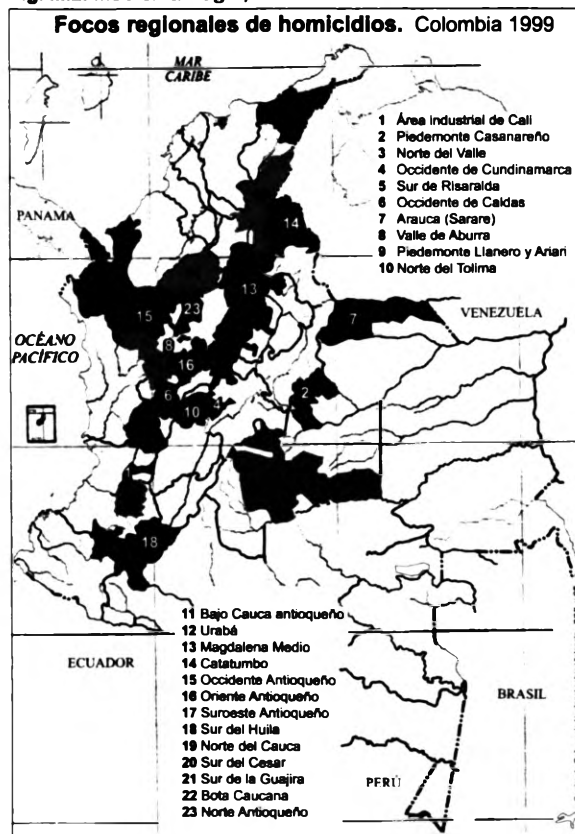 Focos regionales de homicidios. Colombia 1999
MAR
CARIBE
1 Área industrial de Cali
2 Piedemonte Casanareño
3 Norte del Valle
4 Occidente de Cundinamarca
5 Sur de Risaralda
6 Occidente de Caldas
7 Arauca (Sarare)
8 Valle de Aburra
9 Piedemonte Llanero y Ariari
10 Norte del Tolima
PANAMA
14
13
15
23
7
VENEZUELA
OCÉANO
PACÍFICO
8
16
6
10
4
2
18
11 Bajo Cauca antioqueño
12 Urabá
13 Magdalena Medio
14 Catatumbo
15 Occidente Antioqueño
16 Oriente Antioqueño
17 Suroeste Antioqueño
18 Sur del Huila
19 Norte del Cauca
20 Sur del Cesar
21 Sur de la Guajira
22 Bota Caucana
23 Norte Antioqueño
ECUADOR
BRASIL
PERÚ